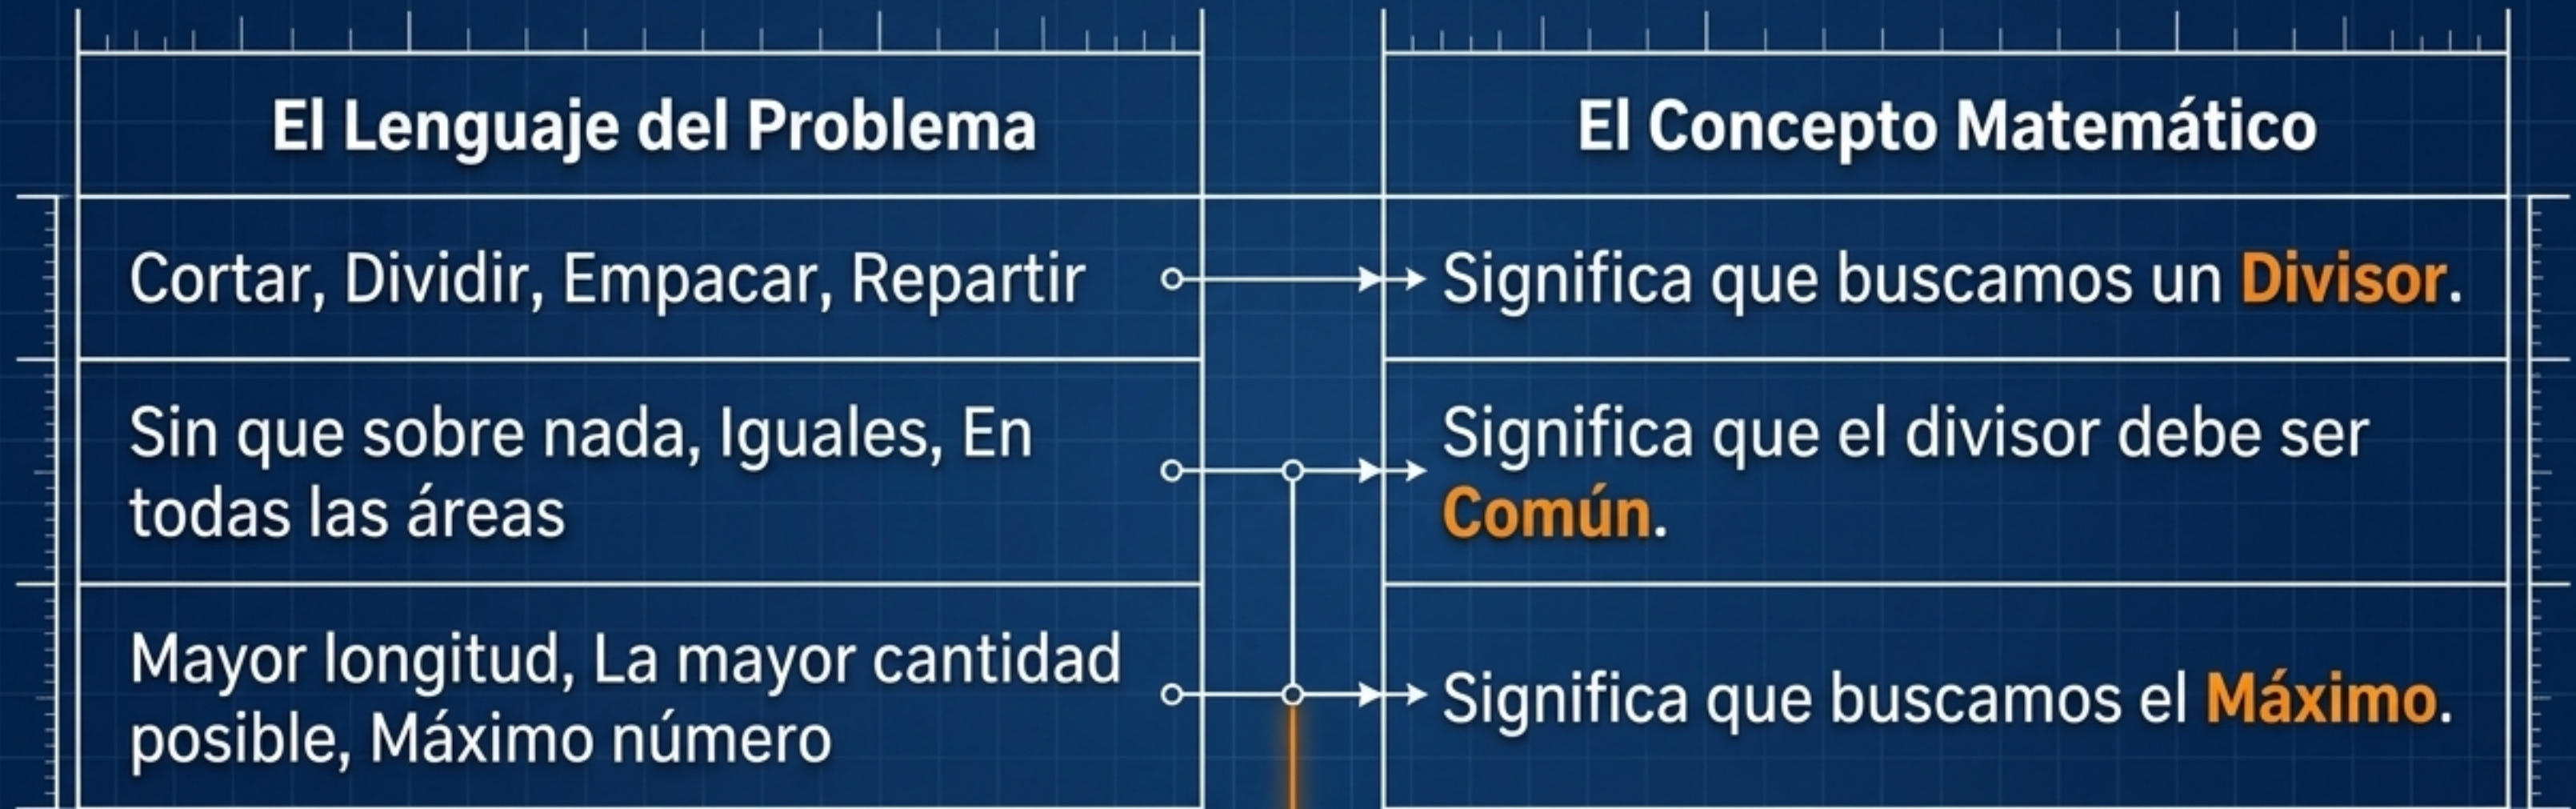 El Lenguaje del Problema
El Concepto Matemático
Cortar, Dividir, Empacar, Repartir
Significa que buscamos un Divisor.
Sin que sobre nada, Iguales, En
todas las áreas
Significa que el divisor debe ser
Común.
Mayor longitud, La mayor cantidad
posible, Máximo número
Significa que buscamos el Máximo.